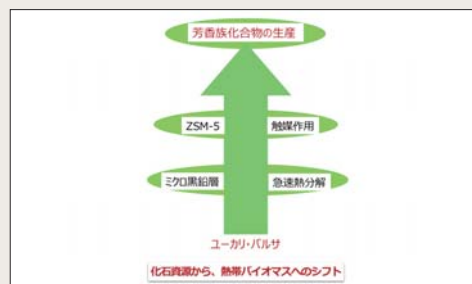 芳香族化合物の生産
ZSM-5
触媒作用
ミクロ黒鉛層
急速熱分解
ユーカリ・バルサ
化石資源から、熱帯バイオマスへのシフト